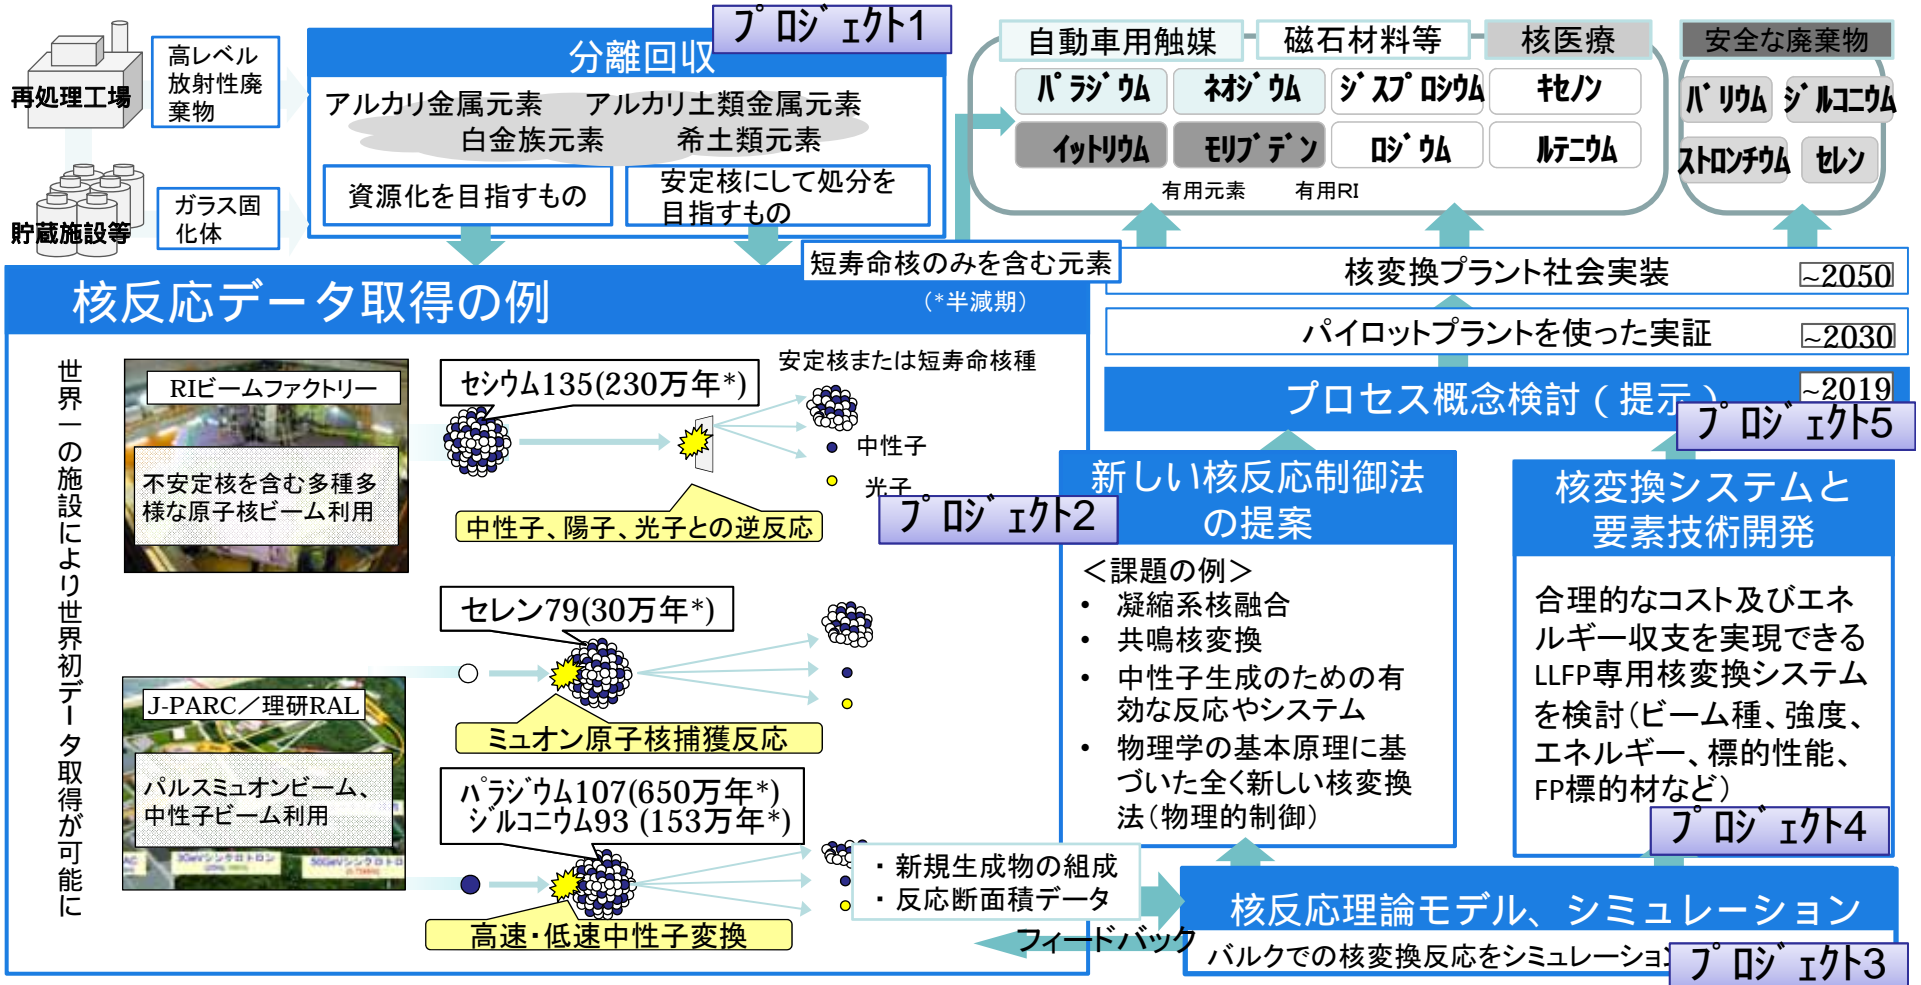 プロジェクト1
再処理工場
高レベル
放射性廃
棄物
貯蔵施設等
ガラス固
化体
分離回収
アルカリ金属元素 アルカリ土類金属元素
白金族元素 希土類元素
資源化を目指すもの
安定核にして処分を
目指すもの
自動車用触媒 磁石材料等 核医療
パラジウム ネオジウム ジスプロシウム キセノン
イットリウム モリブデン ロジウム ルテニウム
有用元素 有用RI
安全な廃棄物
バリウム ジルコニウム
ストロンチウム セレン
短寿命核のみを含む元素
核変換プラント社会実装 ~2050
パイロットプラントを使った実証 ~2030
プロセス概念検討(提示) ~2019
プロジェクト5
核反応データ取得の例
(*半減期)
世界一の施設により世界初データ取得が可能に
RIビームファクトリー
不安定核を含む多種多
様な原子核ビーム利用
セシウム135(230万年*)
安定核または短寿命核種
中性子
光子
中性子、陽子、光子との逆反応
プロジェクト2
セレン79(30万年*)
ミュオン原子核捕獲反応
J-PARC/理研RAL
パルスミュオンビーム、
中性子ビーム利用
3GeVシンクロトロン
50GeVシンクロトロ
パラジウム107(650万年*)
ジルコニウム93 (153万年*)
高速・低速中性子変換
・新規生成物の組成
・反応断面積データ
フィードバック
新しい核反応制御法
の提案
<課題の例>
• 凝縮系核融合
• 共鳴核変換
• 中性子生成のための有
効な反応やシステム
• 物理学の基本原理に基
づいた全く新しい核変換
法(物理的制御)
核変換システムと
要素技術開発
合理的なコスト及びエネ
ルギー収支を実現できる
LLFP専用核変換システム
を検討(ビーム種、強度、
エネルギー、標的性能、
FP標的材など)
プロジェクト4
核反応理論モデル、シミュレーション
バルクでの核変換反応をシミュレーション
プロジェクト3